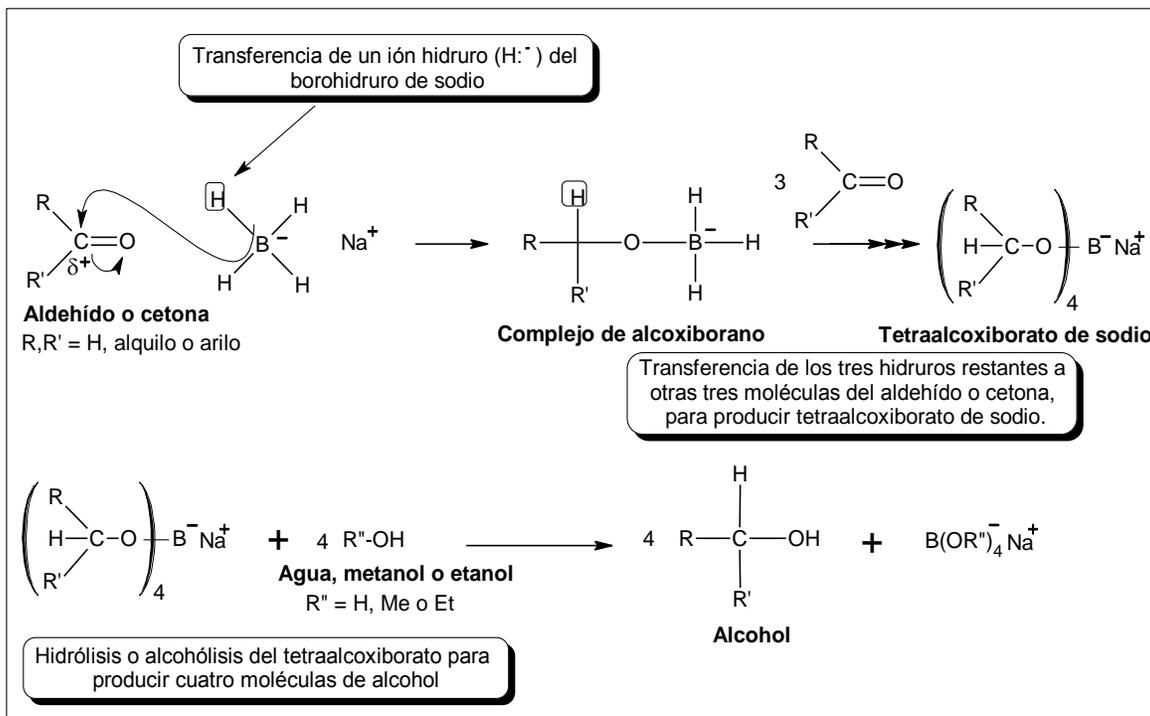 Transferencia de un ión hidruro (H:⁻) del
borohidruro de sodio
R
C=O
R'
δ+
H
B⁻
H
H
H
Na⁺
H
R
O
B⁻
H
H
H
R'
3
R
C=O
R'
R
H—C—O
R'
4
B⁻Na⁺
Aldehído o cetona
R,R' = H, alquilo o arilo
Complejo de alcoxiborano
Tetraalcoxiborato de sodio
Transferencia de los tres hidruros restantes a
otras tres moléculas del aldehído o cetona,
para producir tetraalcoxiborato de sodio.
R
H—C—O
R'
4
B⁻Na⁺
+
4 R"-OH
Agua, metanol o etanol
R" = H, Me o Et
4
H
R—C—OH
R'
Alcohol
+
B(OR")₄⁻Na⁺
Hidrólisis o alcohólisis del tetraalcoxiborato para
producir cuatro moléculas de alcohol